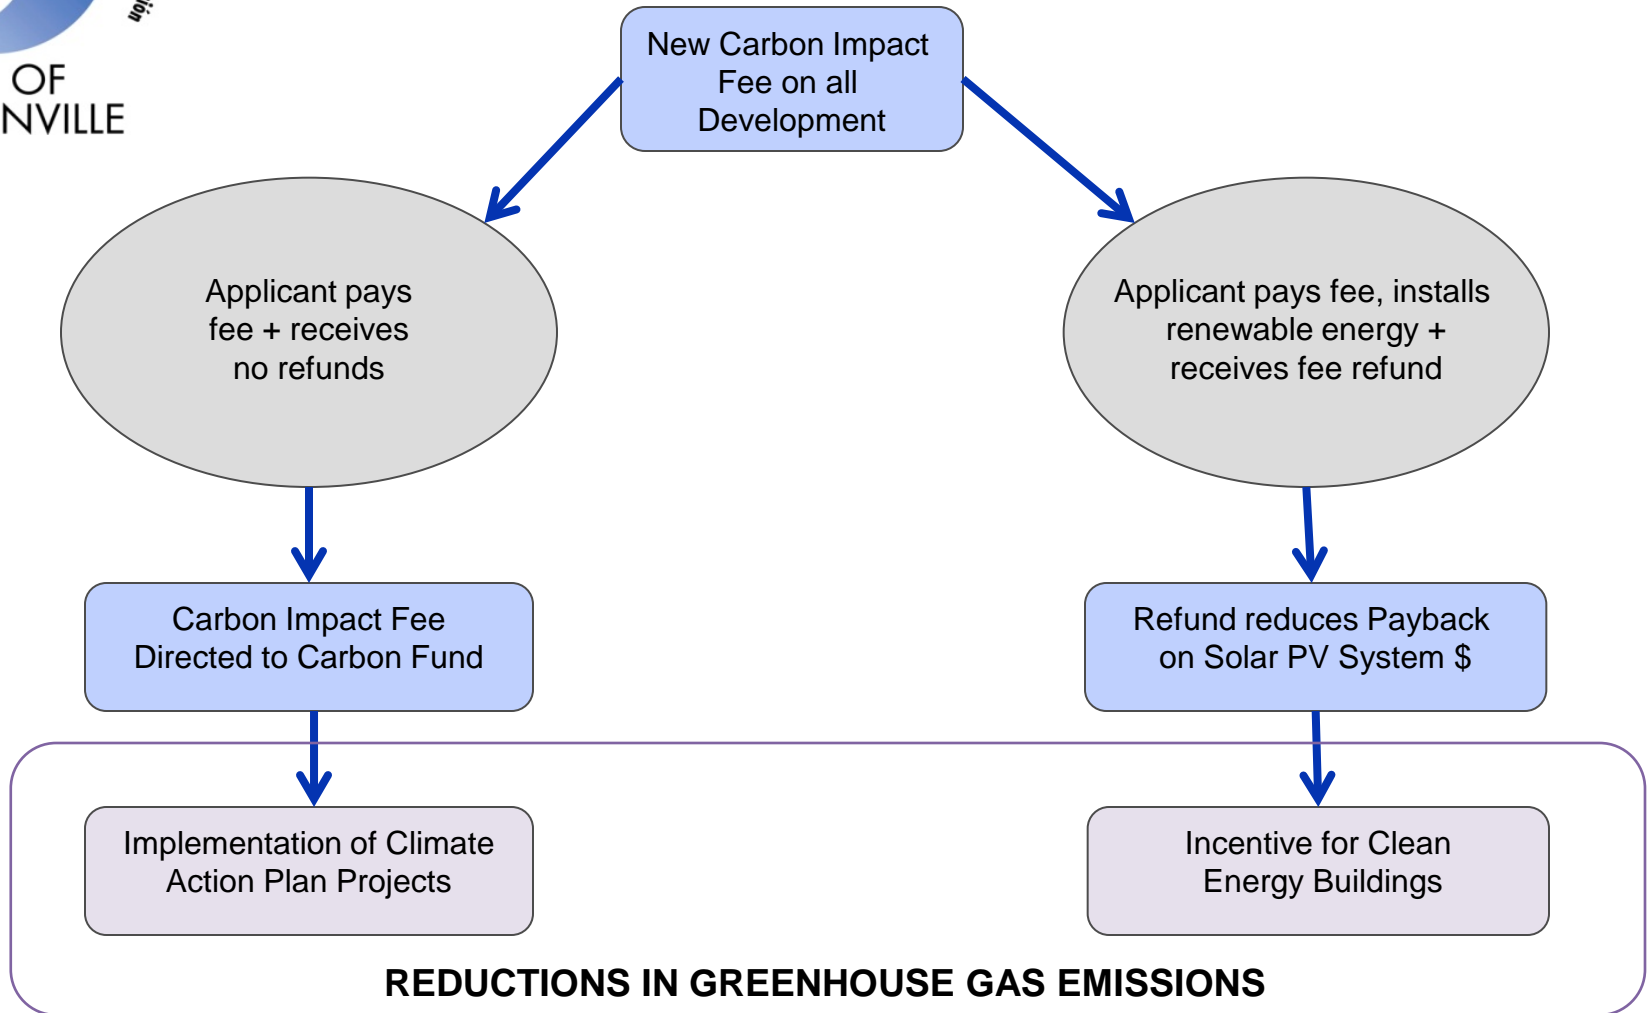 OF
NVILLE
New Carbon Impact
Fee on all
Development
Applicant pays
fee + receives
no refunds
Applicant pays fee, installs
renewable energy +
receives fee refund
Carbon Impact Fee
Directed to Carbon Fund
Refund reduces Payback
on Solar PV System $
Implementation of Climate
Action Plan Projects
Incentive for Clean
Energy Buildings
REDUCTIONS IN GREENHOUSE GAS EMISSIONS